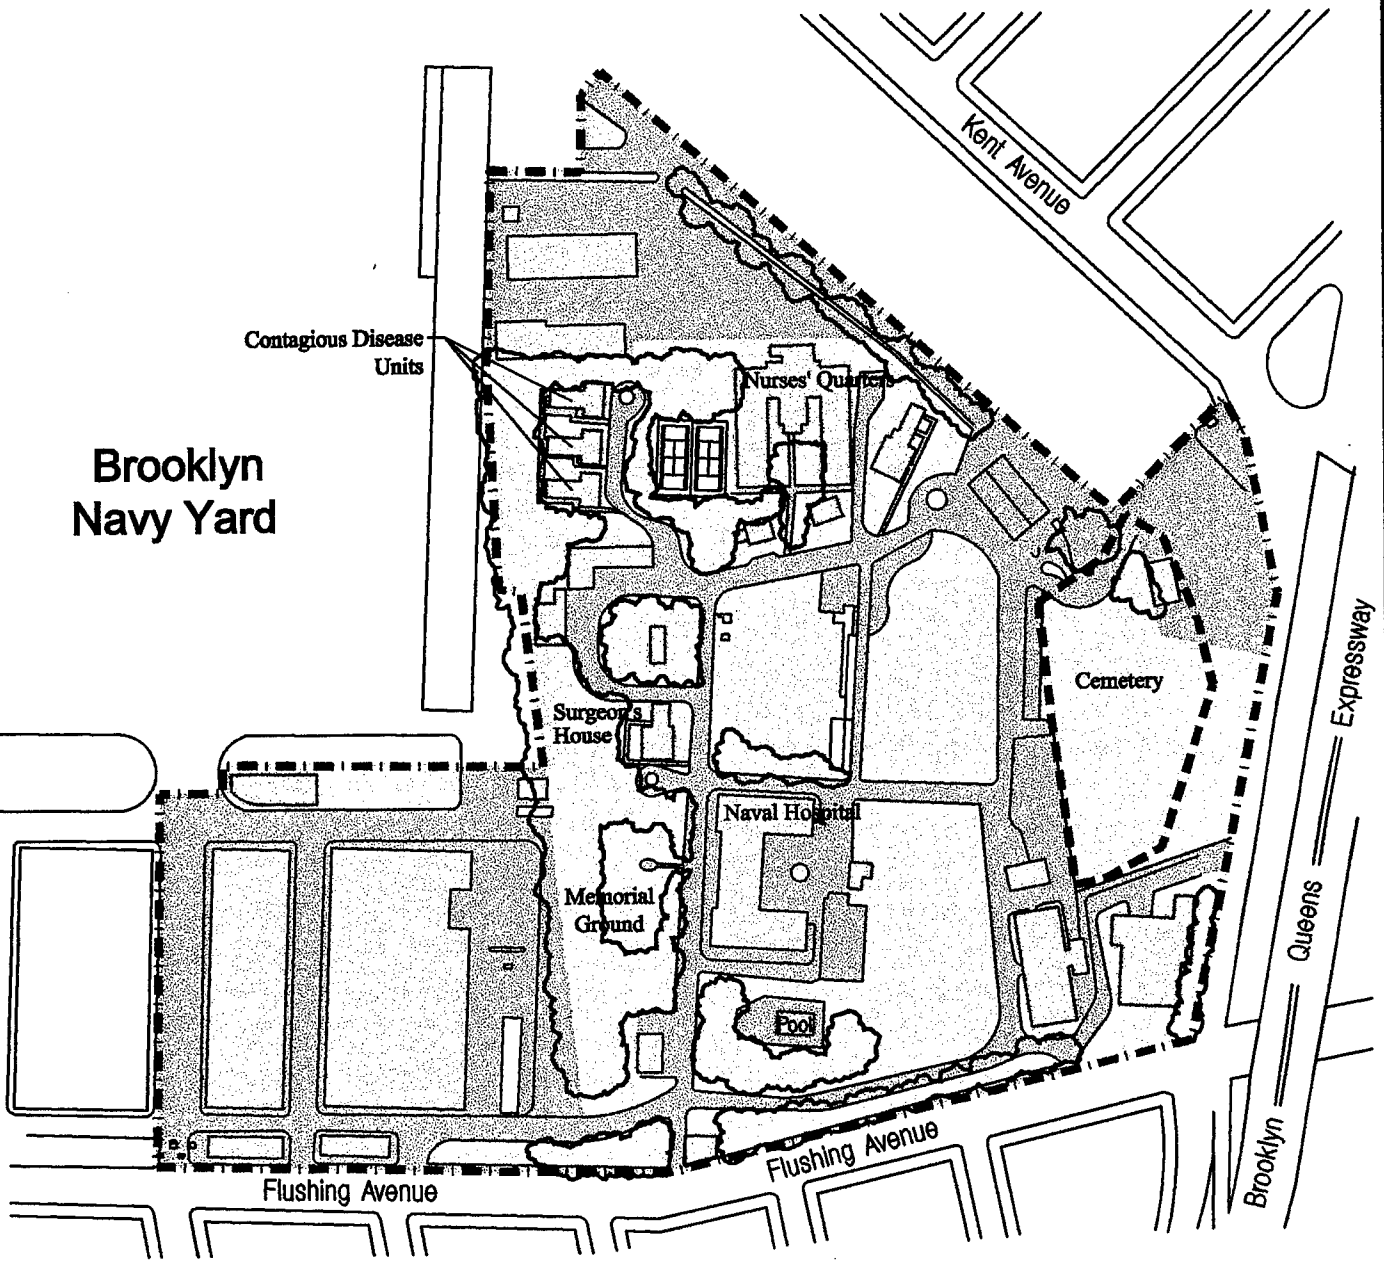 Kent Avenue
Contagious Disease
Units
Nurses' Quarters
Brooklyn
Navy Yard
Cemetery
Surgeon's
House
Naval Hospital
Memorial
Ground
Pool
Brooklyn Queens Expressway
Flushing Avenue
Flushing Avenue